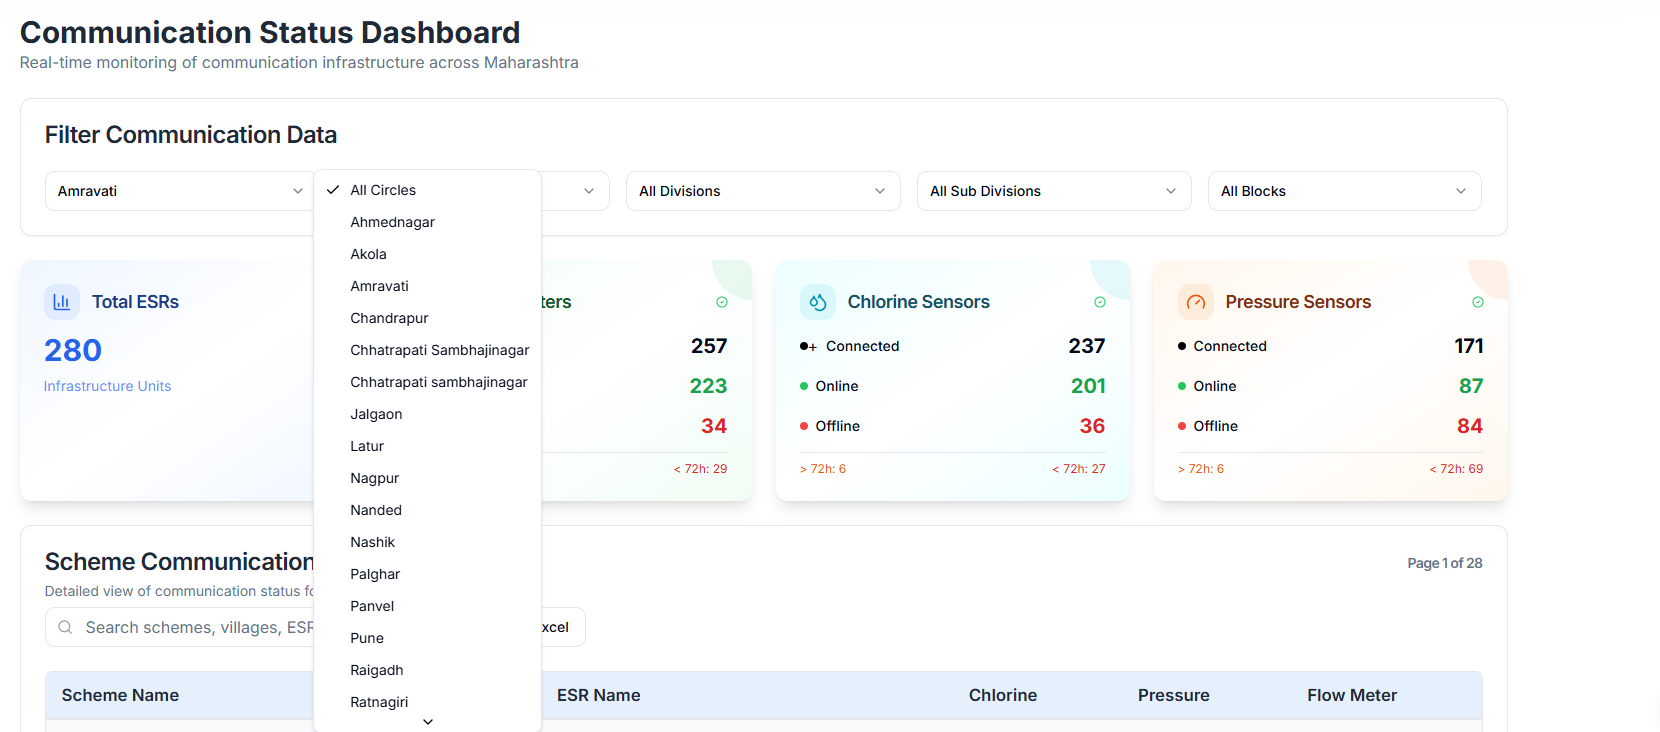 Communication Status Dashboard
Real-time monitoring of communication infrastructure across Maharashtra
Filter Communication Data
Amravati
All Divisions
All Sub Divisions
All Blocks
All Circles
Ahmednagar
Akola
Amravati
Chandrapur
Chhatrapati Sambhajinagar
Chhatrapati sambhajinagar
Jalgaon
Latur
Nagpur
Nanded
Nashik
Palghar
Panvel
Pune
Raigadh
Ratnagiri
Total ESRs
280
Infrastructure Units
ters
257
223
34
< 72h: 29
Chlorine Sensors
+ Connected 237
Online 201
Offline 36
> 72h: 6 < 72h: 27
Pressure Sensors
Connected 171
Online 87
Offline 84
> 72h: 6 < 72h: 69
Scheme Communication
Page 1 of 28
Detailed view of communication status fo
Search schemes, villages, ESR
xcel
Scheme Name ESR Name Chlorine Pressure Flow Meter